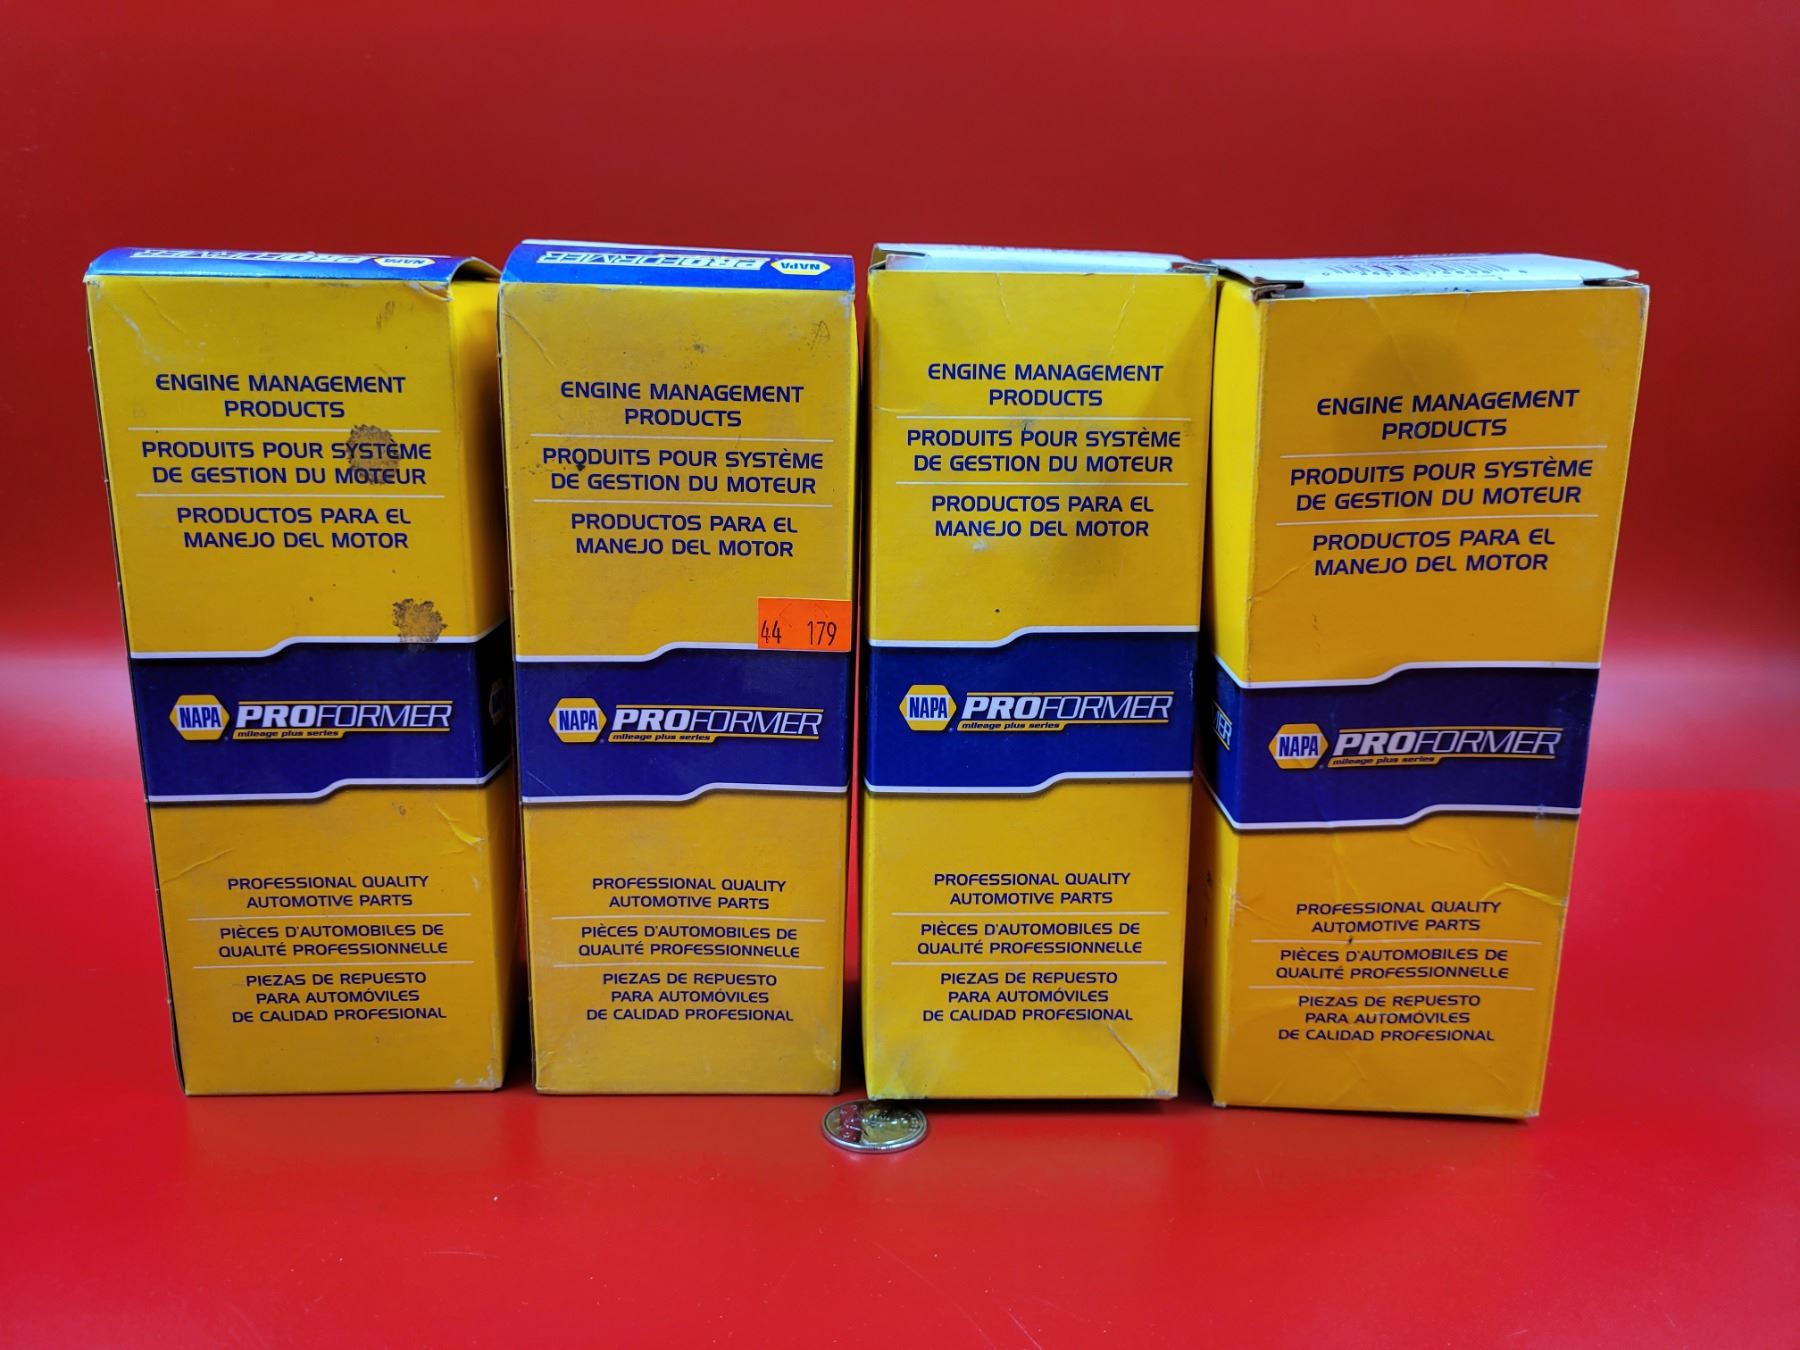 NAPA PROFORMER
ENGINE MANAGEMENT
PRODUCTS
PRODUITS POUR SYSTÈME
DE GESTION DU MOTEUR
PRODUCTOS PARA EL
MANEJO DEL MOTOR
NAPA PROFORMER
mileage plus series
PROFESSIONAL QUALITY
AUTOMOTIVE PARTS
PIÈCES D'AUTOMOBILES DE
QUALITÉ PROFESSIONNELLE
PIEZAS DE REPUESTO
PARA AUTOMÓVILES
DE CALIDAD PROFESIONAL
NAPA PROFORMER
ENGINE MANAGEMENT
PRODUCTS
PRODUITS POUR SYSTÈME
DE GESTION DU MOTEUR
PRODUCTOS PARA EL
MANEJO DEL MOTOR
44 179
NAPA PROFORMER
mileage plus series
PROFESSIONAL QUALITY
AUTOMOTIVE PARTS
PIÈCES D'AUTOMOBILES DE
QUALITÉ PROFESSIONNELLE
PIEZAS DE REPUESTO
PARA AUTOMÓVILES
DE CALIDAD PROFESIONAL
ENGINE MANAGEMENT
PRODUCTS
PRODUITS POUR SYSTÈME
DE GESTION DU MOTEUR
PRODUCTOS PARA EL
MANEJO DEL MOTOR
NAPA PROFORMER
mileage plus series
PROFESSIONAL QUALITY
AUTOMOTIVE PARTS
PIÈCES D'AUTOMOBILES DE
QUALITÉ PROFESSIONNELLE
PIEZAS DE REPUESTO
PARA AUTOMÓVILES
DE CALIDAD PROFESIONAL
ENGINE MANAGEMENT
PRODUCTS
PRODUITS POUR SYSTÈME
DE GESTION DU MOTEUR
PRODUCTOS PARA EL
MANEJO DEL MOTOR
NAPA PROFORMER
mileage plus series
PROFESSIONAL QUALITY
AUTOMOTIVE PARTS
PIÈCES D'AUTOMOBILES DE
QUALITÉ PROFESSIONNELLE
PIEZAS DE REPUESTO
PARA AUTOMÓVILES
DE CALIDAD PROFESIONAL